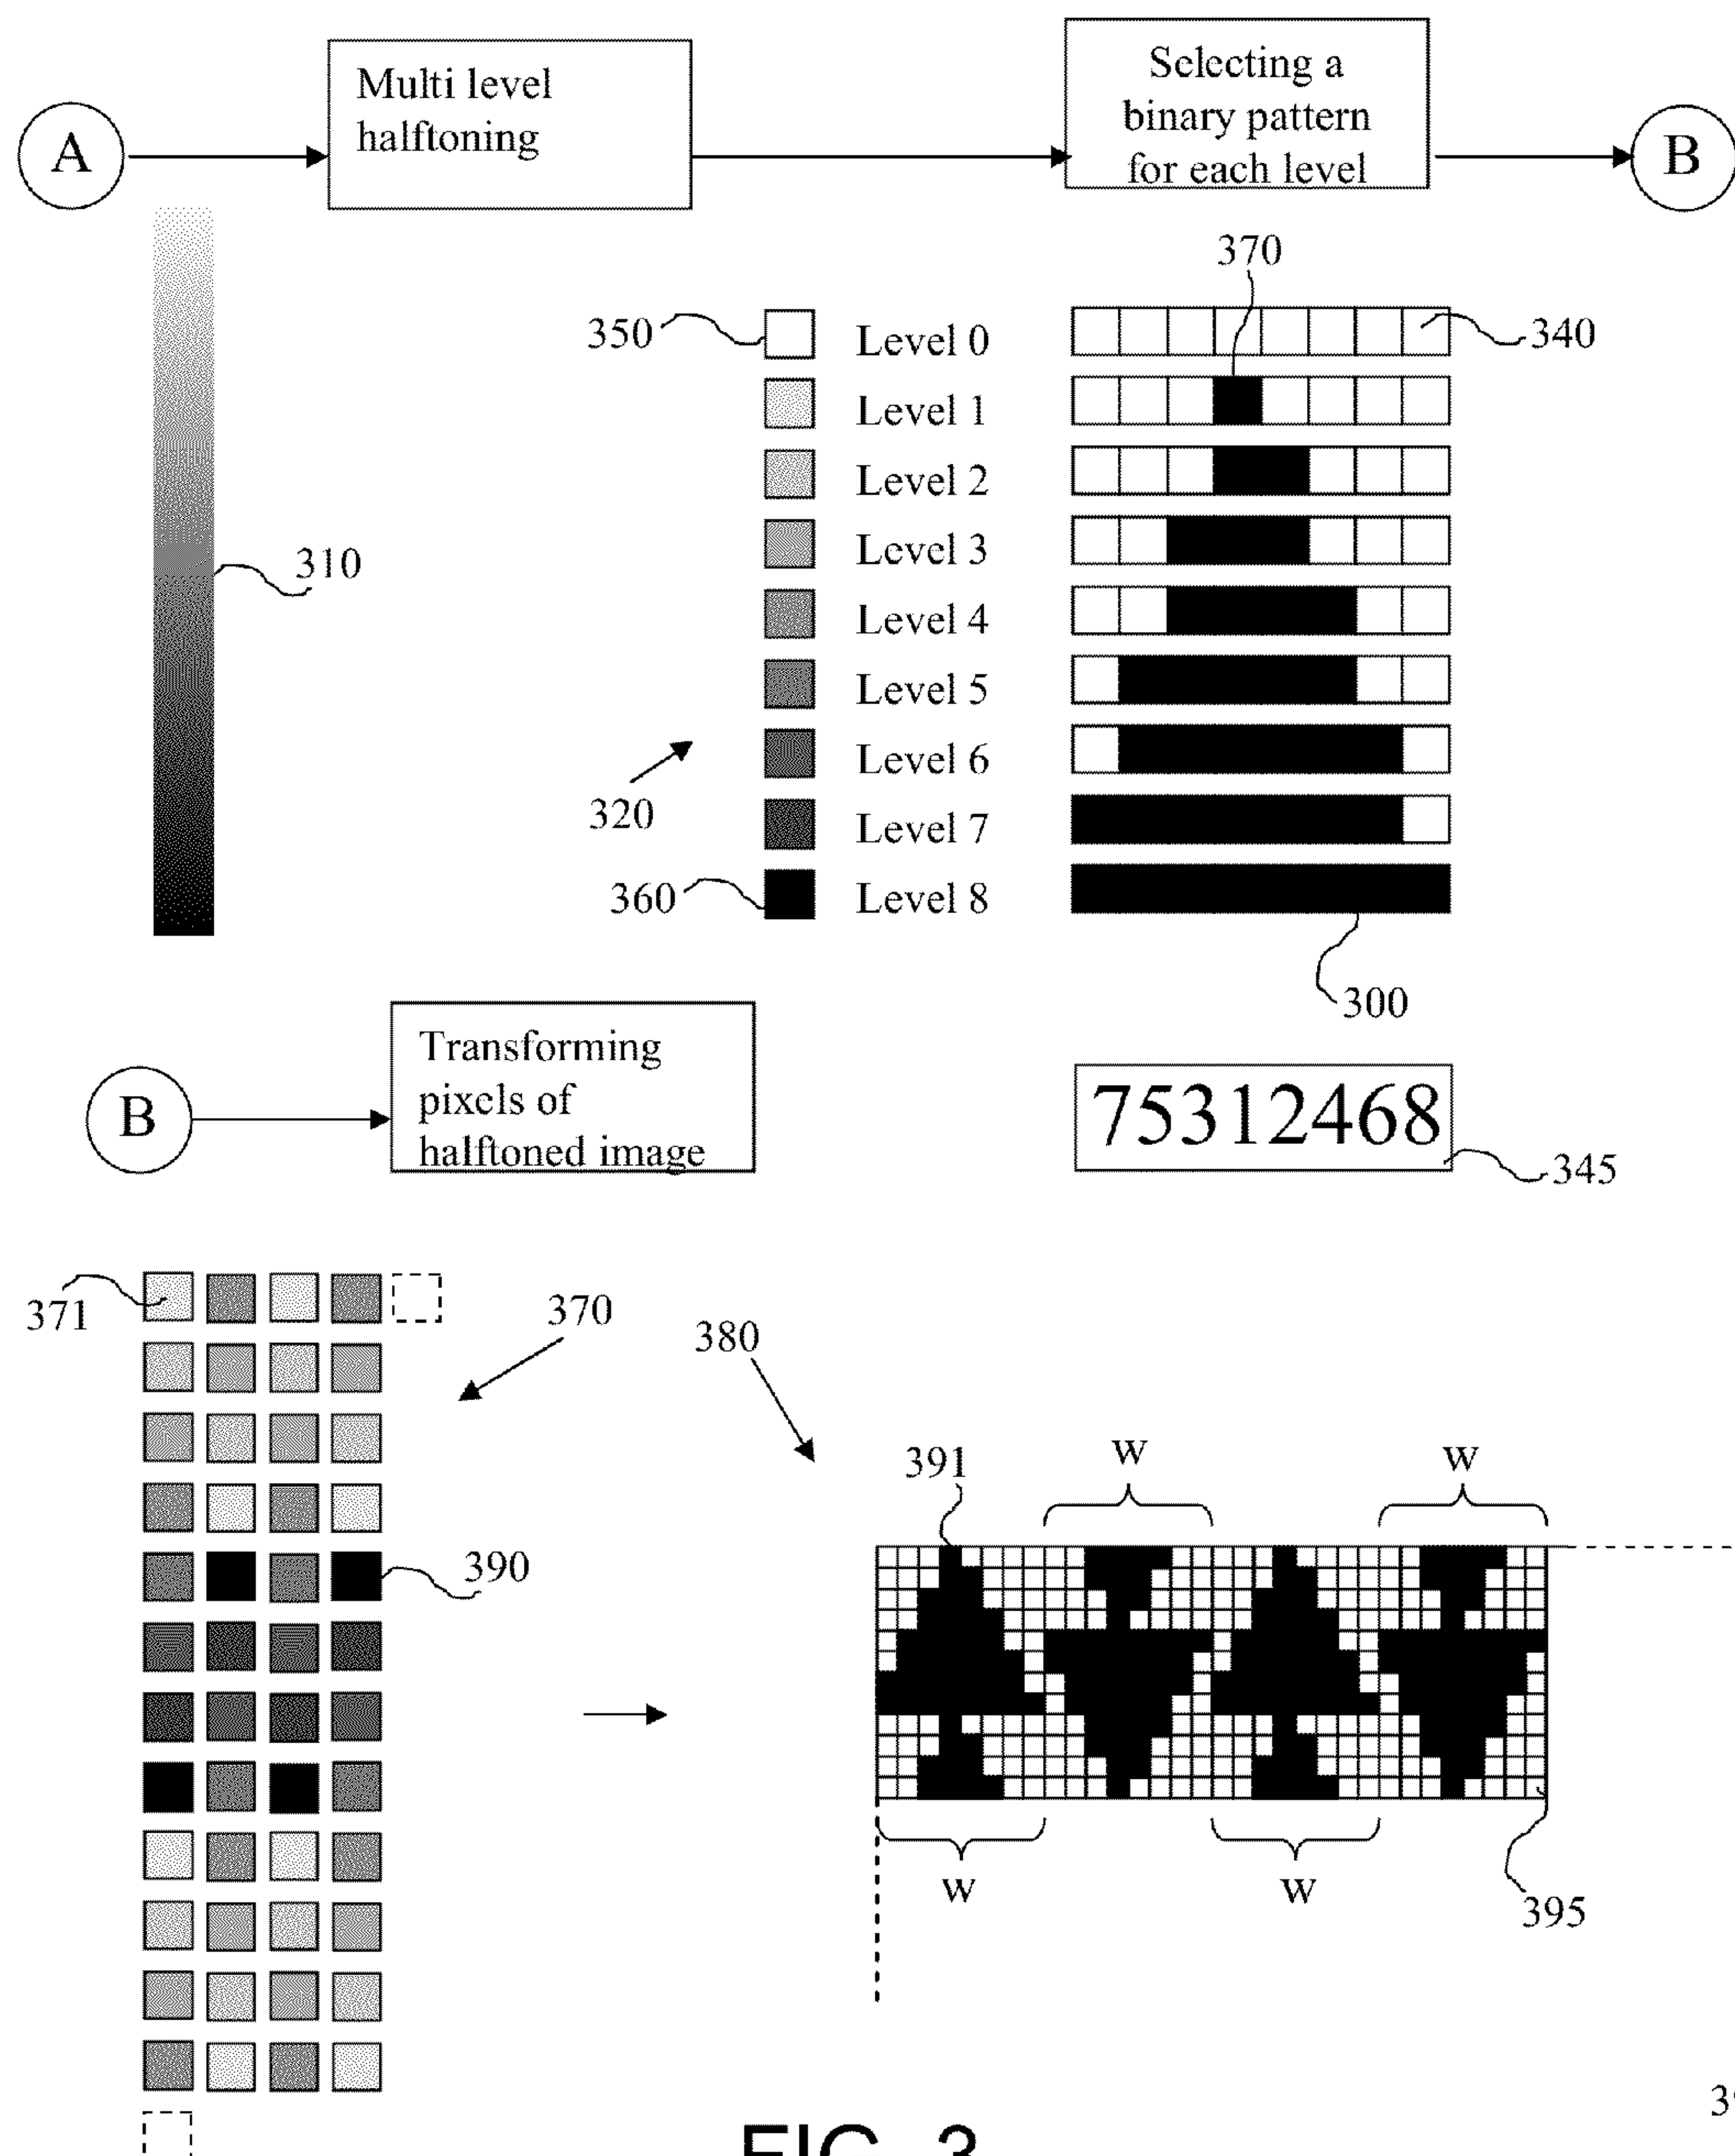 A
Multi level
halftoning
Selecting a
binary pattern
for each level
B
370
350
Level 0
340
Level 1
Level 2
310
Level 3
Level 4
Level 5
320
Level 6
Level 7
360
Level 8
300
B
Transforming
pixels of
halftoned image
75312468
345
371
370
380
391
w
w
390
w
w
395
FIG. 3